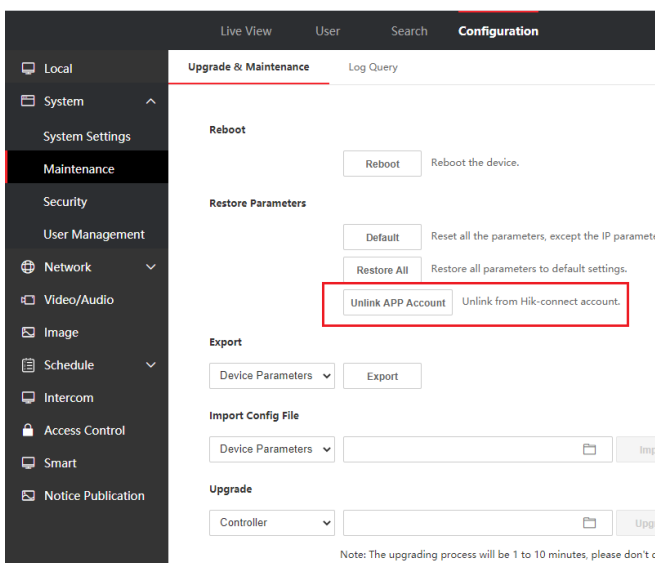 Live View User Search Configuration
Local
Upgrade & Maintenance Log Query
System
System Settings
Maintenance
Security
User Management
Network
Video/Audio
Image
Schedule
Intercom
Access Control
Smart
Notice Publication
Reboot
Reboot Reboot the device.
Restore Parameters
Default Reset all the parameters, except the IP paramete
Restore All Restore all parameters to default settings.
Unlink APP Account Unlink from Hik-connect account.
Export
Device Parameters Export
Import Config File
Device Parameters Imp
Upgrade
Controller Upg
Note: The upgrading process will be 1 to 10 minutes, please don't